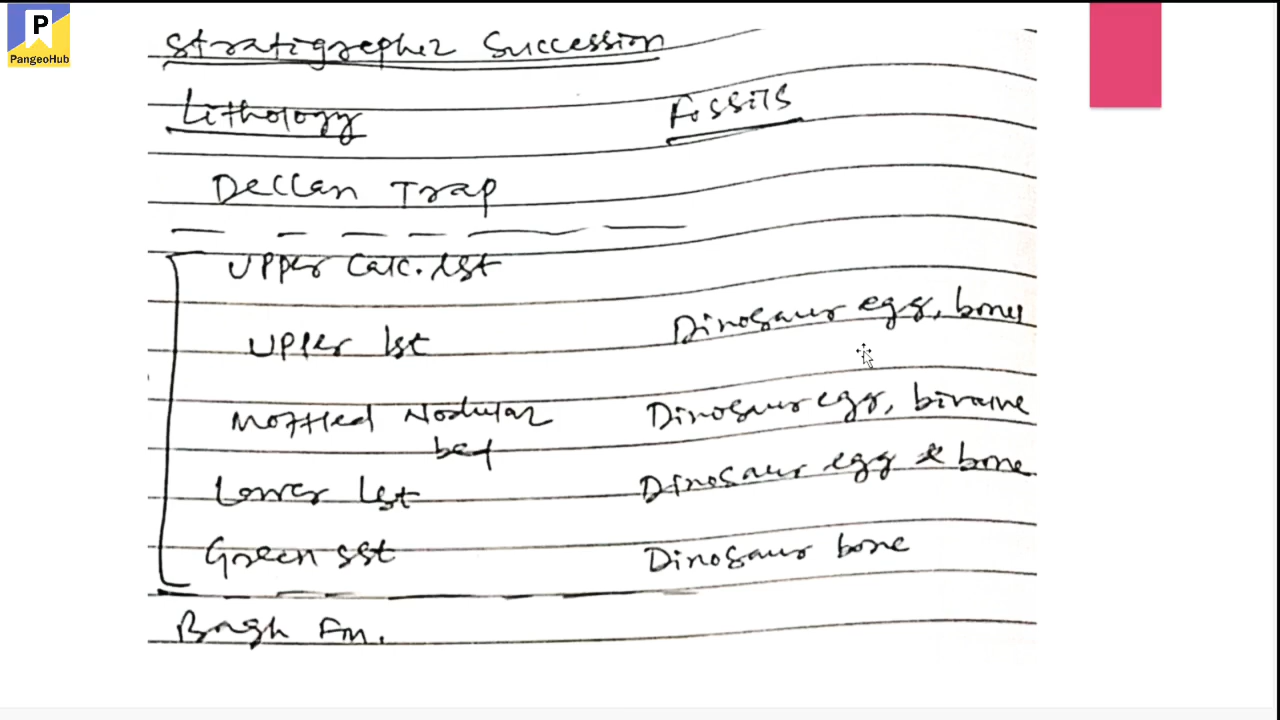 P
PangeoHub
Stratigraphic Succession
Lithology Fossils
Deccan Trap
Upper Calc. lst
Upper lst Dinosaur egg, bones
Mottled Nodular Dinosaur egg, bivalve
bed
Lower lst Dinosaur egg & bone
Green sst Dinosaur bone
Bagh Fm.